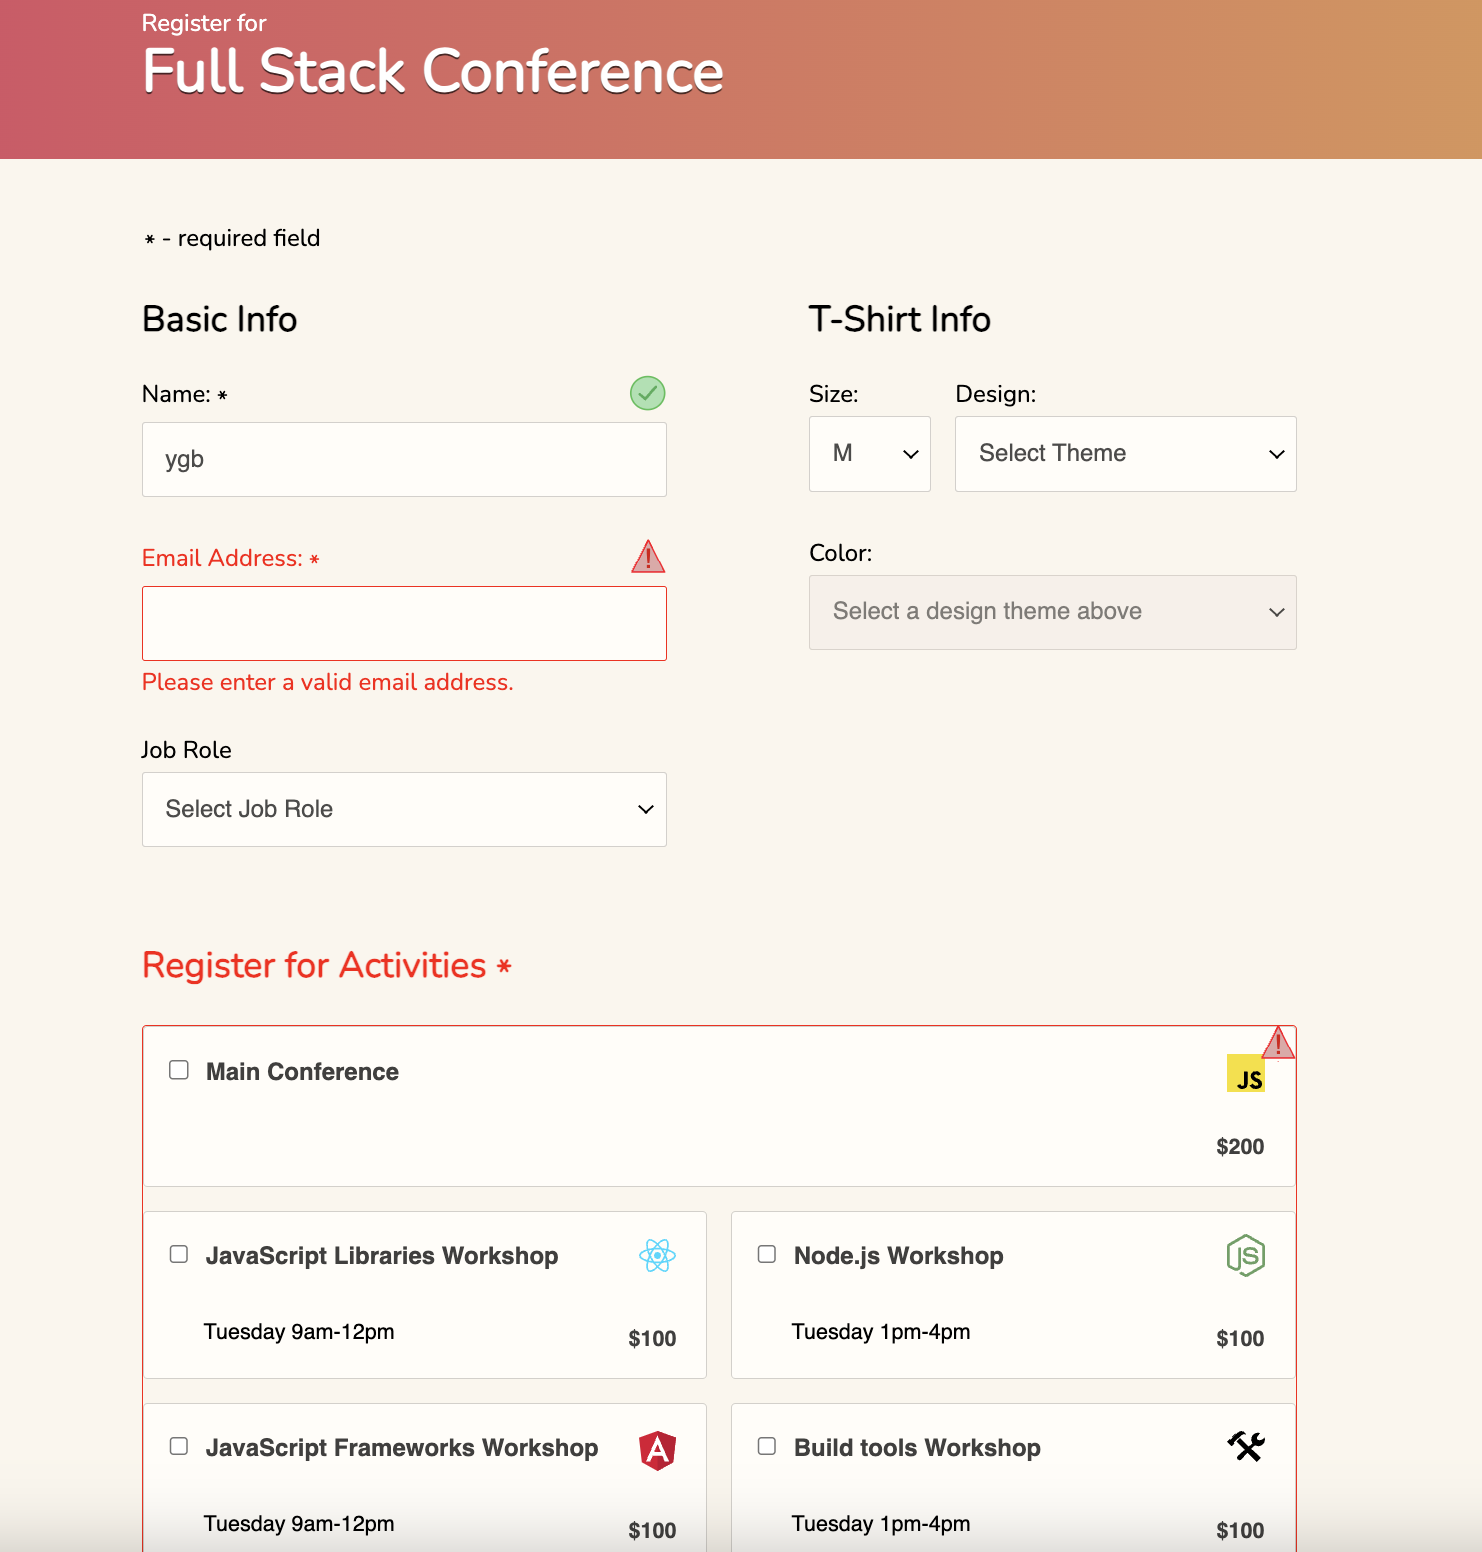 Register for
Full Stack Conference
* - required field
Basic Info
Name: *
ygb
Email Address: *
Please enter a valid email address.
Job Role
Select Job Role
T-Shirt Info
Size:
Design:
M
Select Theme
Color:
Select a design theme above
Register for Activities *
Main Conference
JS
$200
JavaScript Libraries Workshop
Tuesday 9am-12pm
$100
Node.js Workshop
JS
Tuesday 1pm-4pm
$100
JavaScript Frameworks Workshop
A
Tuesday 9am-12pm
$100
Build tools Workshop
Tuesday 1pm-4pm
$100